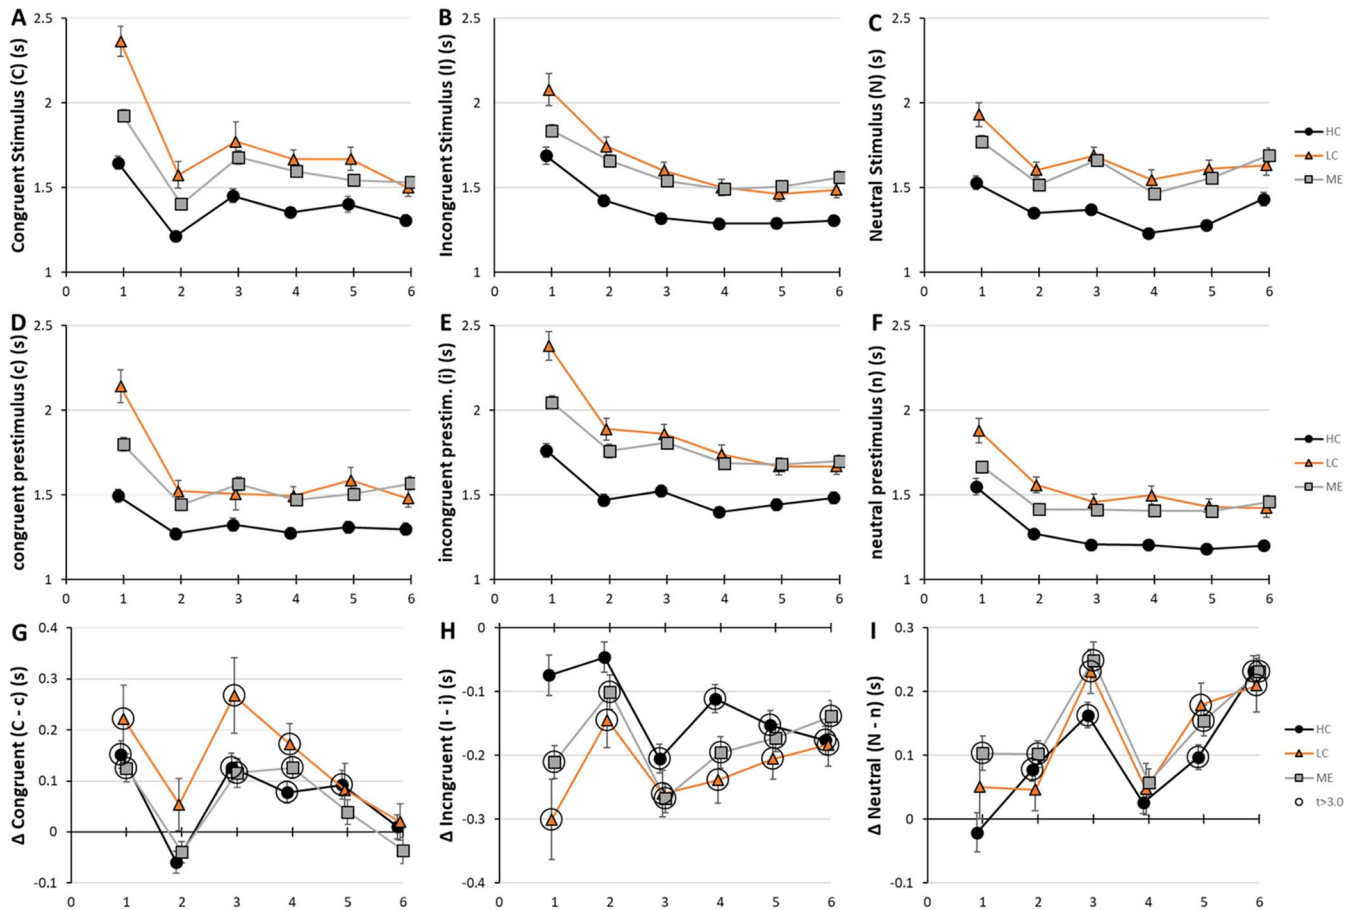 A
Congruent Stimulus (C) (s)
2.5
2
1.5
1
0 1 2 3 4 5 6
B
Incongruent Stimulus (I) (s)
2.5
2
1.5
1
0 1 2 3 4 5 6
C
Neutral Stimulus (N) (s)
2.5
2
1.5
1
0 1 2 3 4 5 6
HC
LC
ME
D
congruent prestimulus (c) (s)
2.5
2
1.5
1
0 1 2 3 4 5 6
E
incongruent prestim. (i) (s)
2.5
2
1.5
1
0 1 2 3 4 5 6
F
neutral prestimulus (n) (s)
2.5
2
1.5
1
0 1 2 3 4 5 6
HC
LC
ME
G
Δ Congruent (C - c) (s)
0.4
0.3
0.2
0.1
0
-0.1
0 1 2 3 4 5 6
H
Δ Incngruent (I - i) (s)
0
-0.1
-0.2
-0.3
-0.4
0 1 2 3 4 5 6
I
Δ Neutral (N - n) (s)
0.3
0.2
0.1
0
-0.1
0 1 2 3 4 5 6
HC
LC
ME
t>3.0